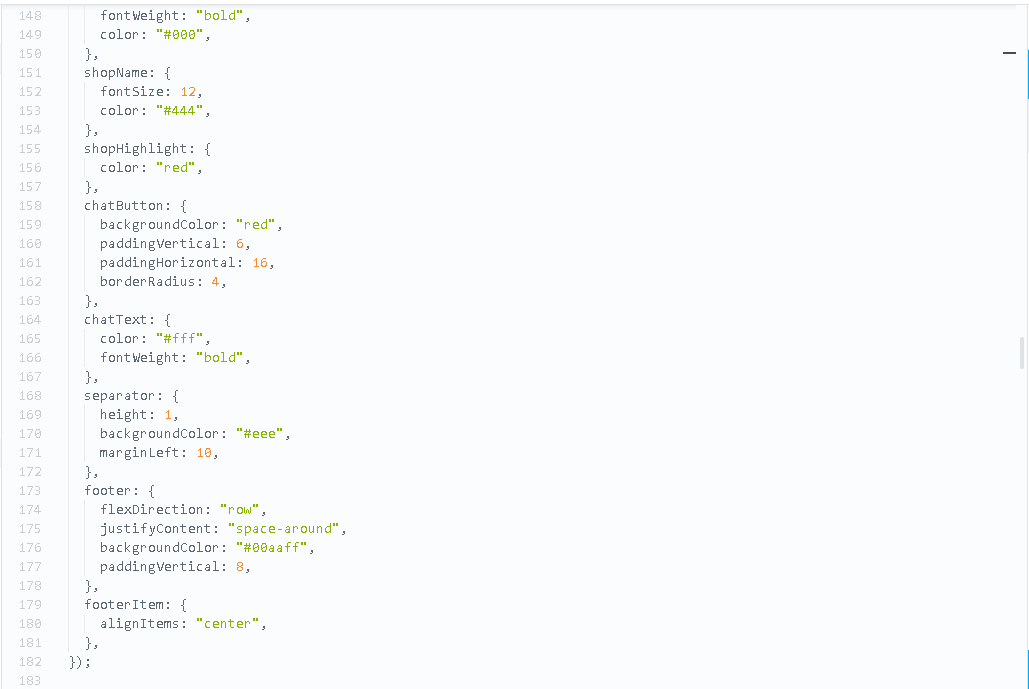 148 fontWeight: "bold",
149 color: "#000",
150 },
151 shopName: {
152 fontSize: 12,
153 color: "#444",
154 },
155 shopHighlight: {
156 color: "red",
157 },
158 chatButton: {
159 backgroundColor: "red",
160 paddingVertical: 6,
161 paddingHorizontal: 16,
162 borderRadius: 4,
163 },
164 chatText: {
165 color: "#fff",
166 fontWeight: "bold",
167 },
168 separator: {
169 height: 1,
170 backgroundColor: "#eee",
171 marginLeft: 10,
172 },
173 footer: {
174 flexDirection: "row",
175 justifyContent: "space-around",
176 backgroundColor: "#00aaff",
177 paddingVertical: 8,
178 },
179 footerItem: {
180 alignItems: "center",
181 },
182 });
183